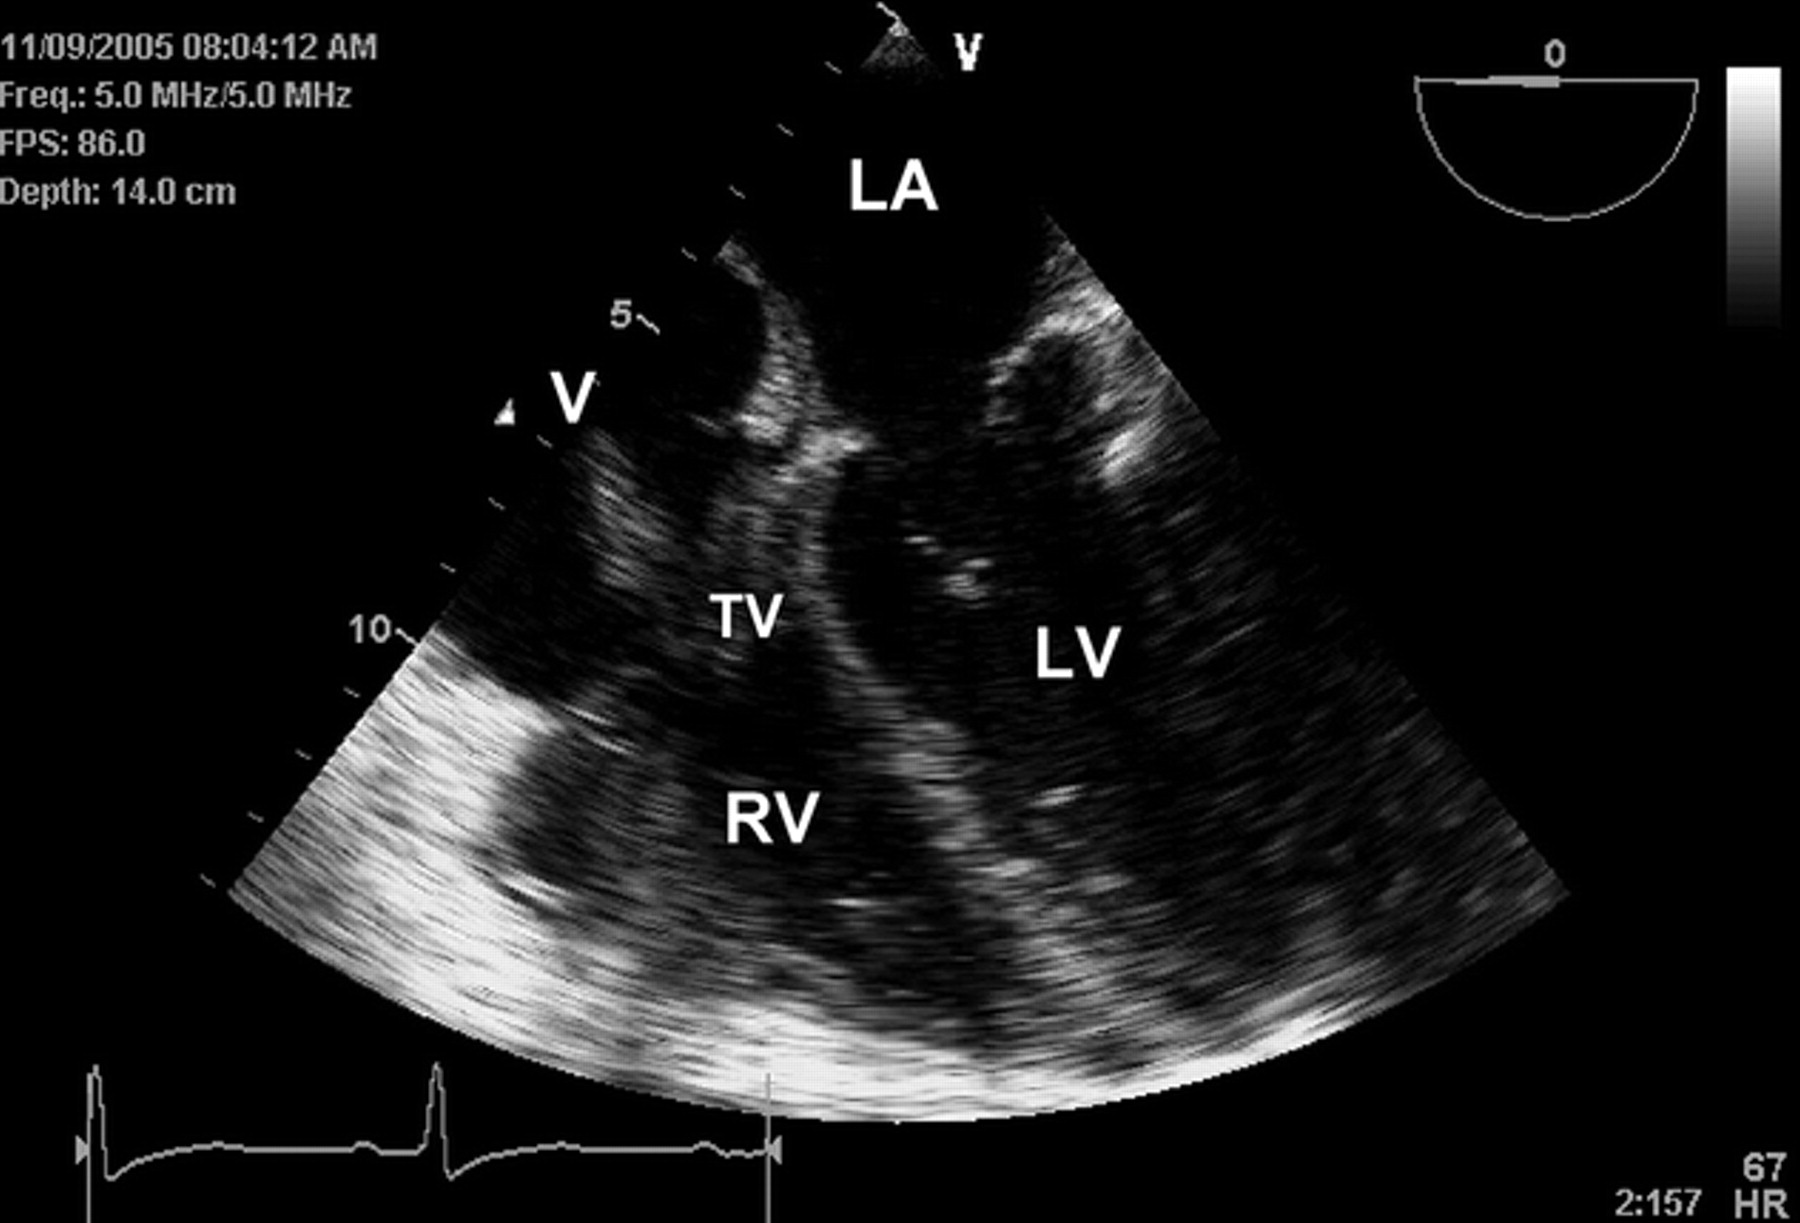 11/09/2005 08:04:12 AM
Freq.: 5.0 MHz/5.0 MHz
FPS: 86.0
Depth: 14.0 cm
V
0
LA
5
V
10
TV
LV
RV
67
2:157 HR